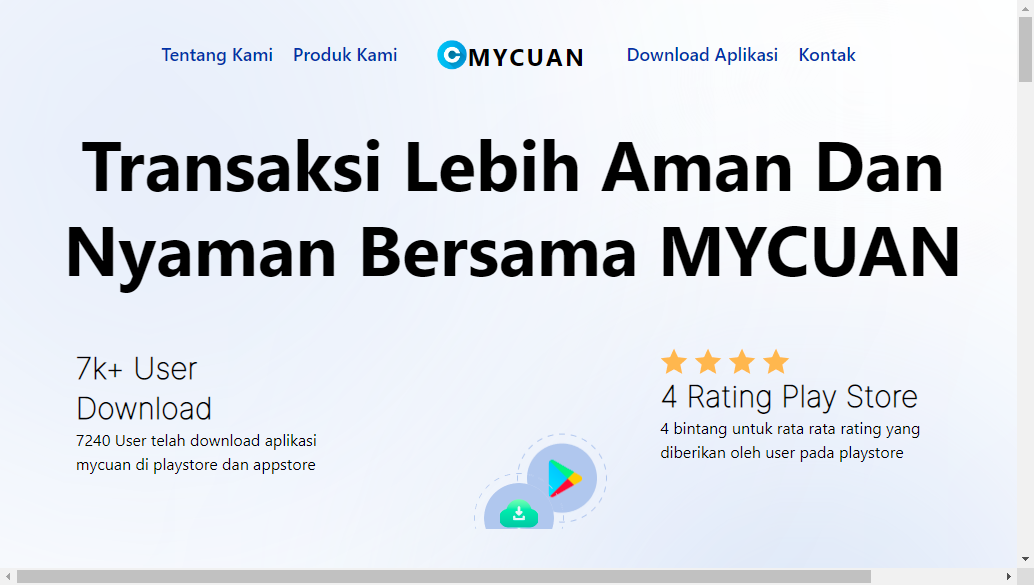 Tentang Kami Produk Kami MYCUAN Download Aplikasi Kontak
Transaksi Lebih Aman Dan
Nyaman Bersama MYCUAN
7k+ User
Download
7240 User telah download aplikasi
mycuan di playstore dan appstore
4 Rating Play Store
4 bintang untuk rata rata rating yang
diberikan oleh user pada playstore